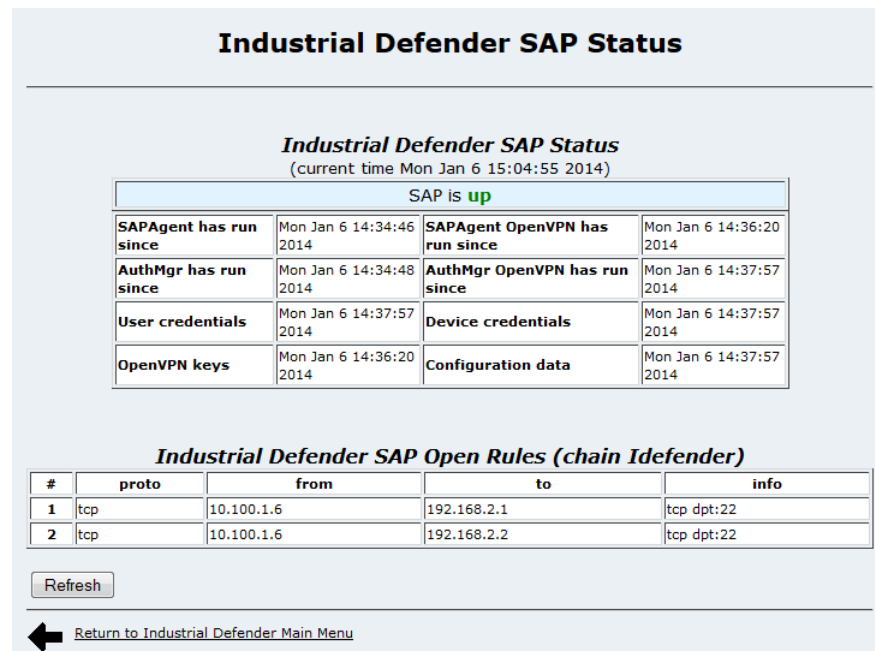 Industrial Defender SAP Status
Industrial Defender SAP Status
(current time Mon Jan 6 15:04:55 2014)
SAP is up
SAPAgent has run since Mon Jan 6 14:34:46 2014 SAPAgent OpenVPN has run since Mon Jan 6 14:36:20 2014
AuthMgr has run since Mon Jan 6 14:34:48 2014 AuthMgr OpenVPN has run since Mon Jan 6 14:37:57 2014
User credentials Mon Jan 6 14:37:57 2014 Device credentials Mon Jan 6 14:37:57 2014
OpenVPN keys Mon Jan 6 14:36:20 2014 Configuration data Mon Jan 6 14:37:57 2014
Industrial Defender SAP Open Rules (chain Idefender)
# proto from to info
1 tcp 10.100.1.6 192.168.2.1 tcp dpt:22
2 tcp 10.100.1.6 192.168.2.2 tcp dpt:22
Refresh
Return to Industrial Defender Main Menu